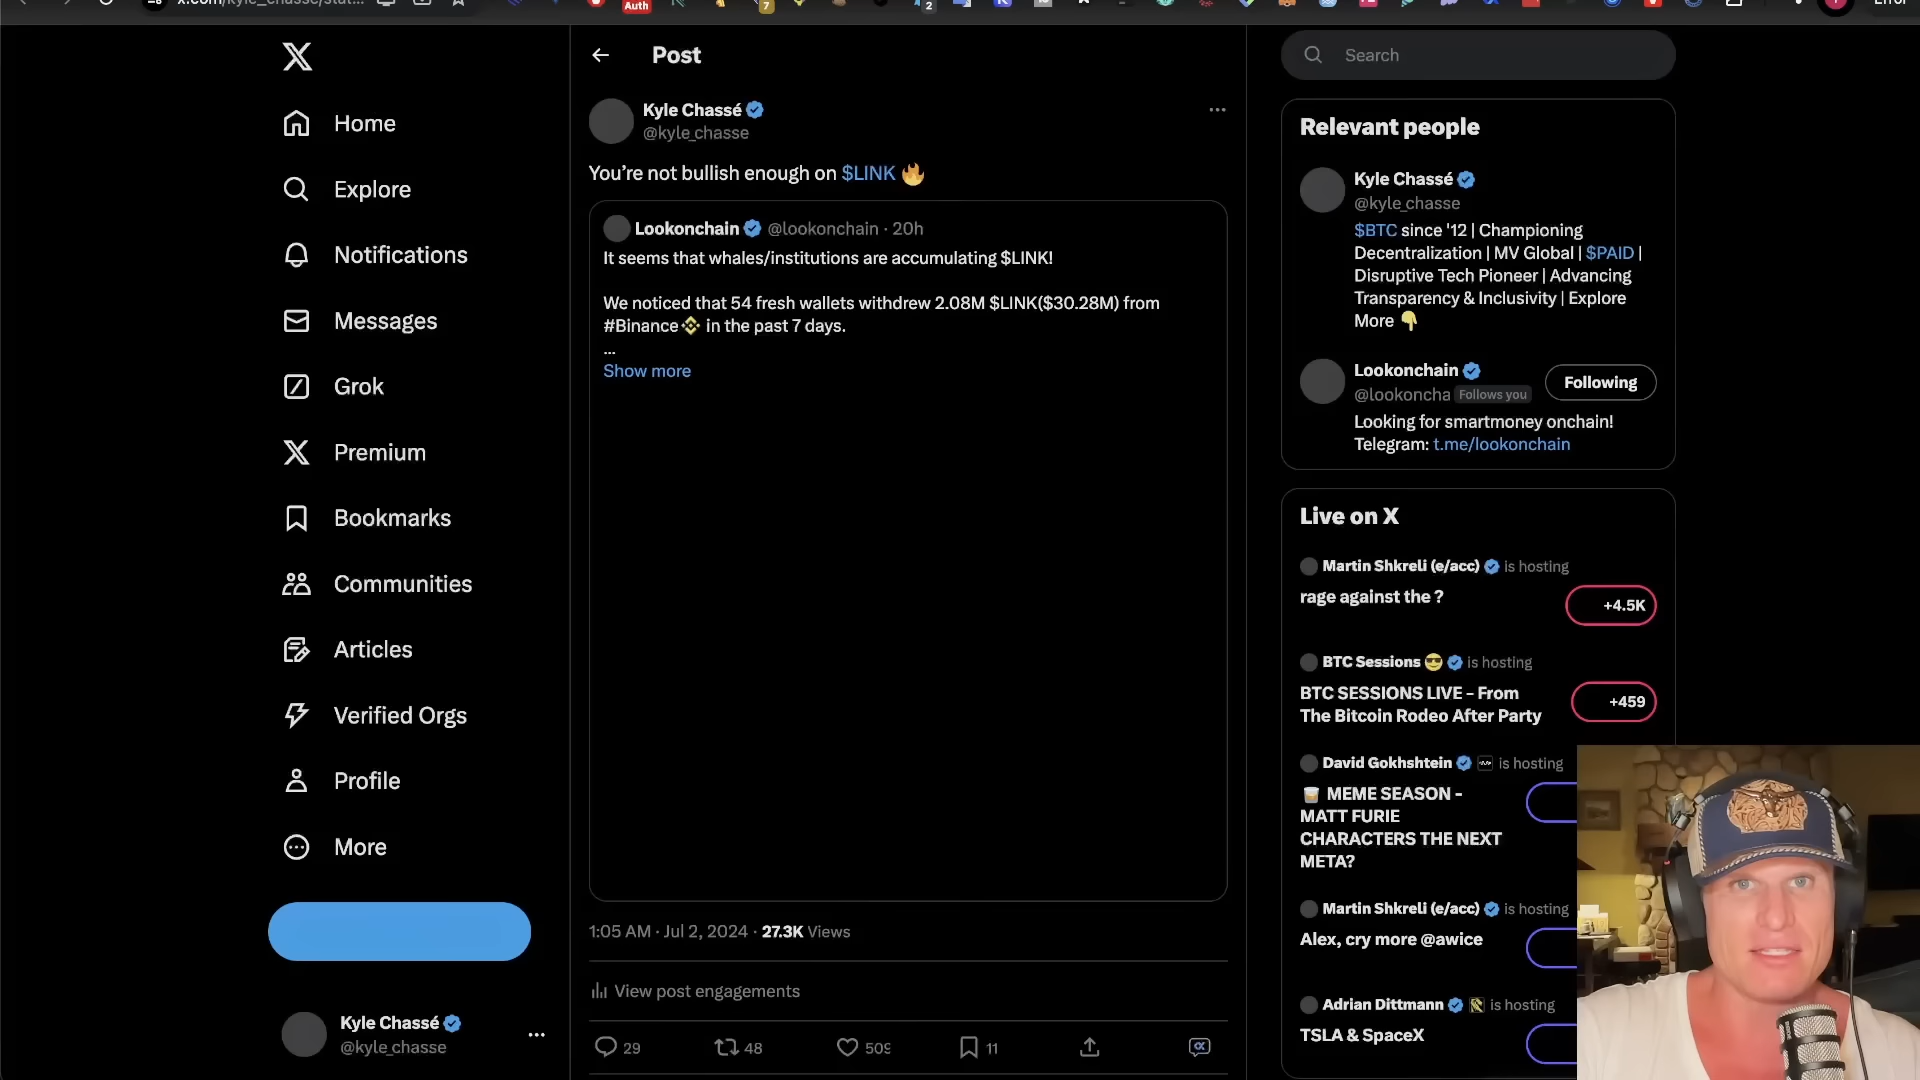 x.com/kyle_chasse/stat...
Auth
7
2
Error
Home
Explore
Notifications
Messages
Grok
Premium
Bookmarks
Communities
Articles
Verified Orgs
Profile
More
Kyle Chassé
@kyle_chasse
Post
Kyle Chassé
@kyle_chasse
You’re not bullish enough on $LINK 🔥
Lookonchain @lookonchain · 20h
It seems that whales/institutions are accumulating $LINK!
We noticed that 54 fresh wallets withdrew 2.08M $LINK($30.28M) from
#Binance in the past 7 days.
...
Show more
1:05 AM · Jul 2, 2024 · 27.3K Views
View post engagements
29
48
509
11
Search
Relevant people
Kyle Chassé
@kyle_chasse
$BTC since '12 | Championing
Decentralization | MV Global | $PAID |
Disruptive Tech Pioneer | Advancing
Transparency & Inclusivity | Explore
More 👇
Lookonchain
@lookoncha Follows you
Following
Looking for smartmoney onchain!
Telegram: t.me/lookonchain
Live on X
Martin Shkreli (e/acc) is hosting
rage against the ?
+4.5K
BTC Sessions 😎 is hosting
BTC SESSIONS LIVE - From
The Bitcoin Rodeo After Party
+459
David Gokhshtein is hosting
🥃 MEME SEASON -
MATT FURIE
CHARACTERS THE NEXT
META?
Martin Shkreli (e/acc) is hosting
Alex, cry more @awice
Adrian Dittmann is hosting
TSLA & SpaceX